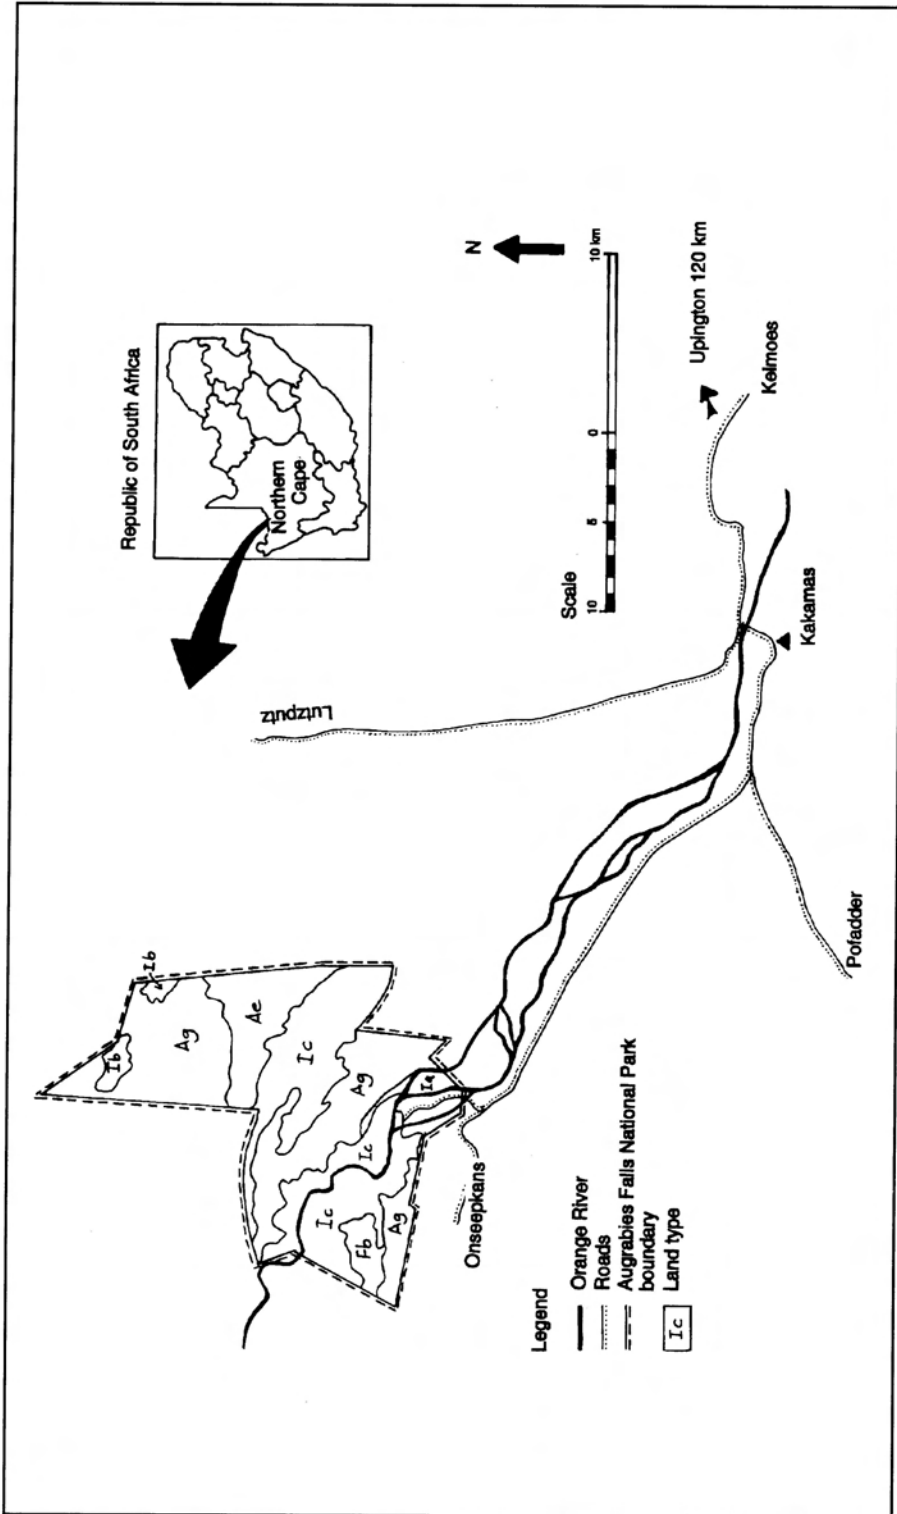 Republic of South Africa
Northern
Cape
N
Scale
10
5
0
10 km
Lutzputz
Upington 120 km
Keimoes
Kakamas
Pofadder
Onseepkans
Ib
Ib
Ag
Ae
Ic
Ag
Ia
Ic
Ic
Fb
Ag
Legend
Orange River
Roads
Augrabies Falls National Park
boundary
Ic
Land type